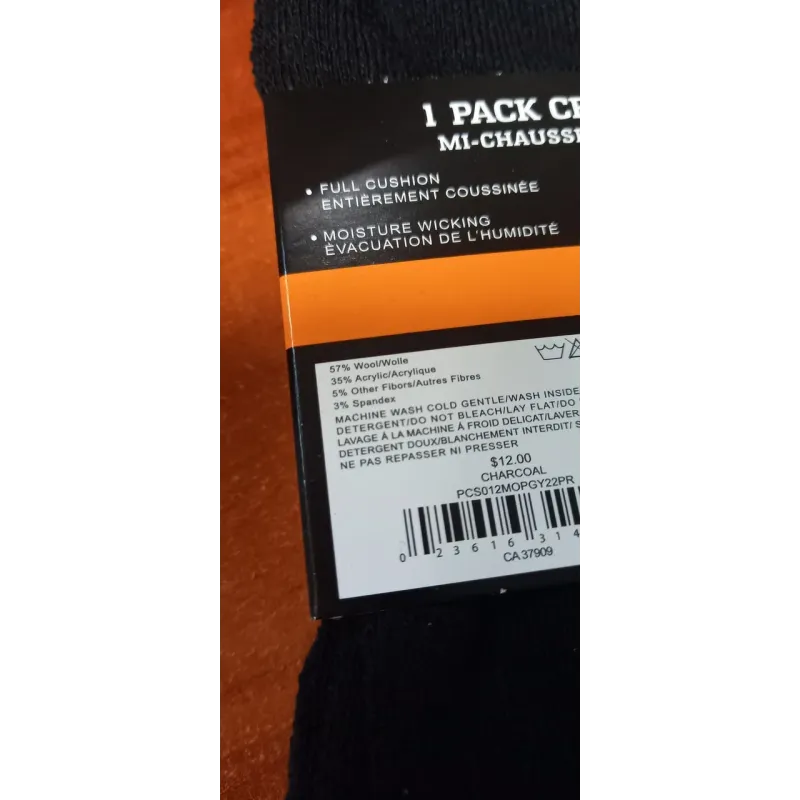 1 PACK CR
MI-CHAUSSE
• FULL CUSHION
ENTIÈREMENT COUSSINÉE
• MOISTURE WICKING
ÉVACUATION DE L'HUMIDITÉ
57% Wool/Wolle
35% Acrylic/Acrylique
5% Other Fibors/Autres Fibres
3% Spandex
MACHINE WASH COLD GENTLE/WASH INSIDE
DETERGENT/DO NOT BLEACH/LAY FLAT/DO
LAVAGE À LA MACHINE À FROID DELICAT/LAVER
DETERGENT DOUX/BLANCHEMENT INTERDIT/ S
NE PAS REPASSER NI PRESSER
$12.00
CHARCOAL
PCS012MOPGY22PR
0 23616 314
CA 37909